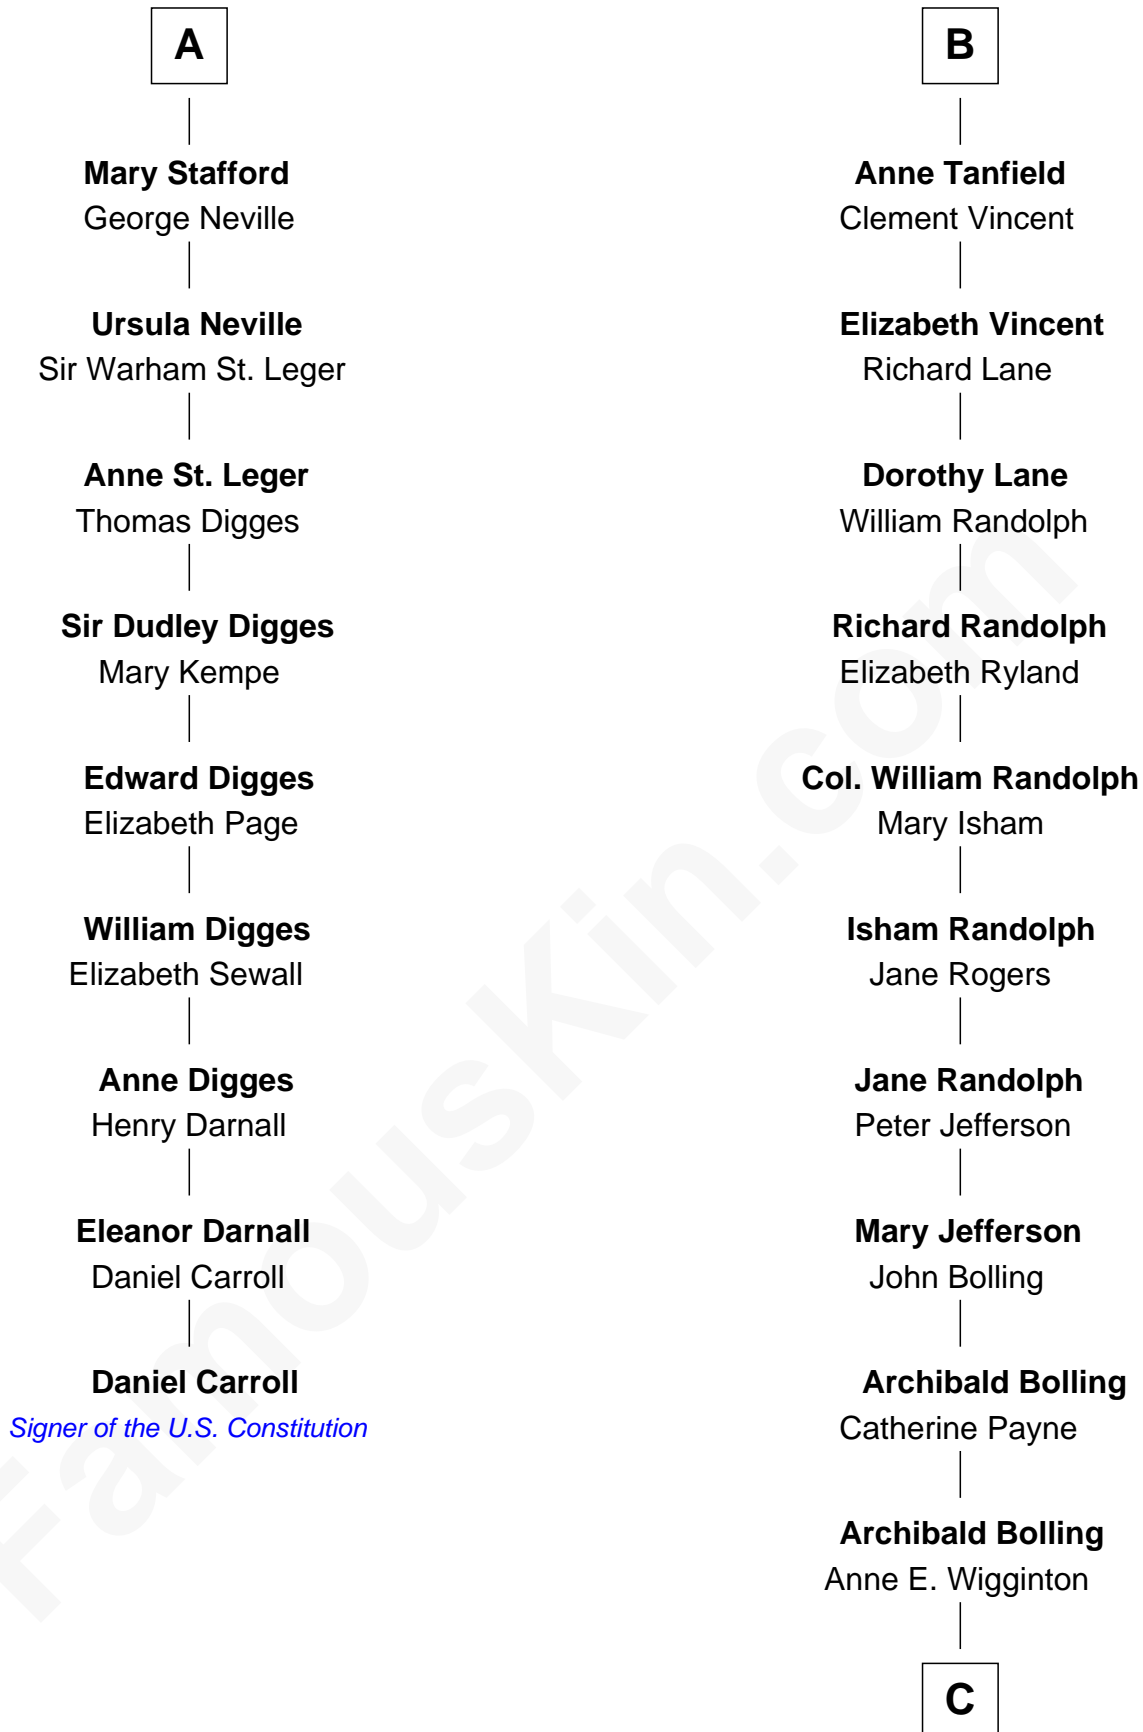 A
Mary Stafford
George Neville
Ursula Neville
Sir Warham St. Leger
Anne St. Leger
Thomas Digges
Sir Dudley Digges
Mary Kempe
Edward Digges
Elizabeth Page
William Digges
Elizabeth Sewall
Anne Digges
Henry Darnall
Eleanor Darnall
Daniel Carroll
Daniel Carroll
Signer of the U.S. Constitution
B
Anne Tanfield
Clement Vincent
Elizabeth Vincent
Richard Lane
Dorothy Lane
William Randolph
Richard Randolph
Elizabeth Ryland
Col. William Randolph
Mary Isham
Isham Randolph
Jane Rogers
Jane Randolph
Peter Jefferson
Mary Jefferson
John Bolling
Archibald Bolling
Catherine Payne
Archibald Bolling
Anne E. Wigginton
C
FamousKin.com